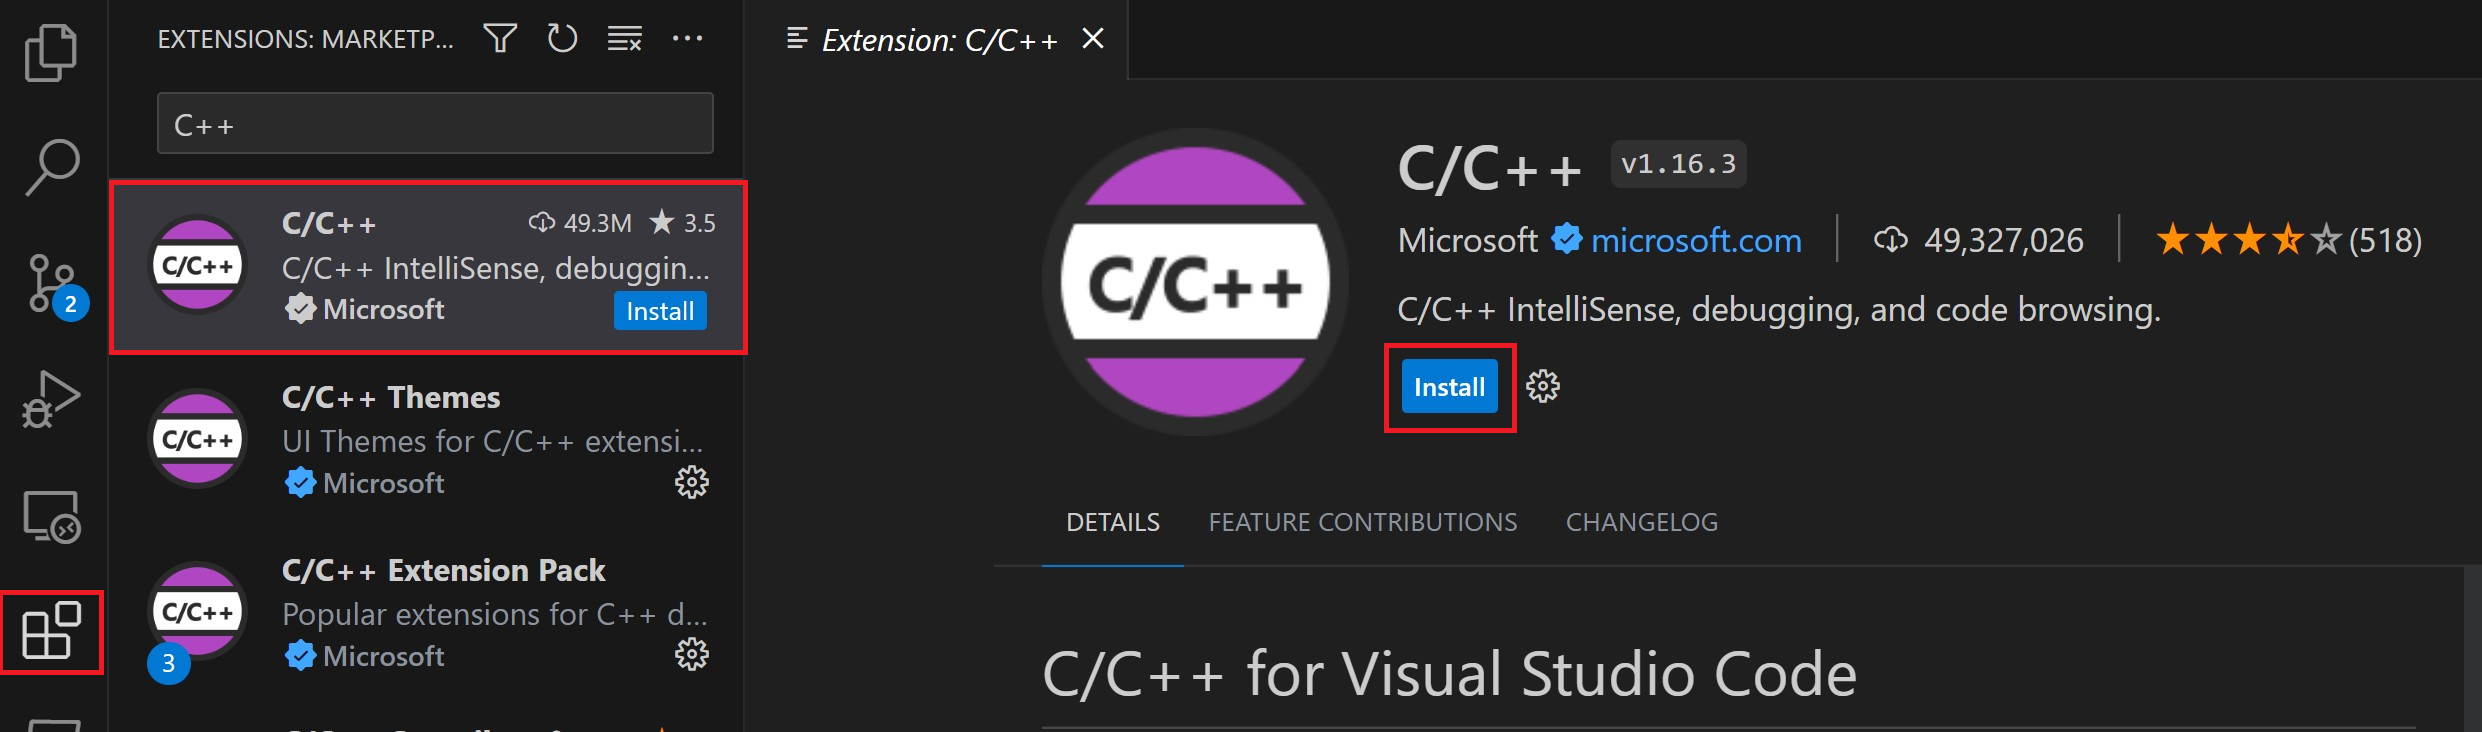 EXTENSIONS: MARKETP...
C++
C/C++ 49.3M 3.5
C/C++ IntelliSense, debuggin...
Microsoft Install
C/C++
C/C++ Themes
UI Themes for C/C++ extensi...
Microsoft
C/C++
C/C++ Extension Pack
Popular extensions for C++ d...
Microsoft
C/C++
3
2
Extension: C/C++
C/C++
C/C++ v1.16.3
Microsoft microsoft.com 49,327,026 (518)
C/C++ IntelliSense, debugging, and code browsing.
Install
DETAILS FEATURE CONTRIBUTIONS CHANGELOG
C/C++ for Visual Studio Code